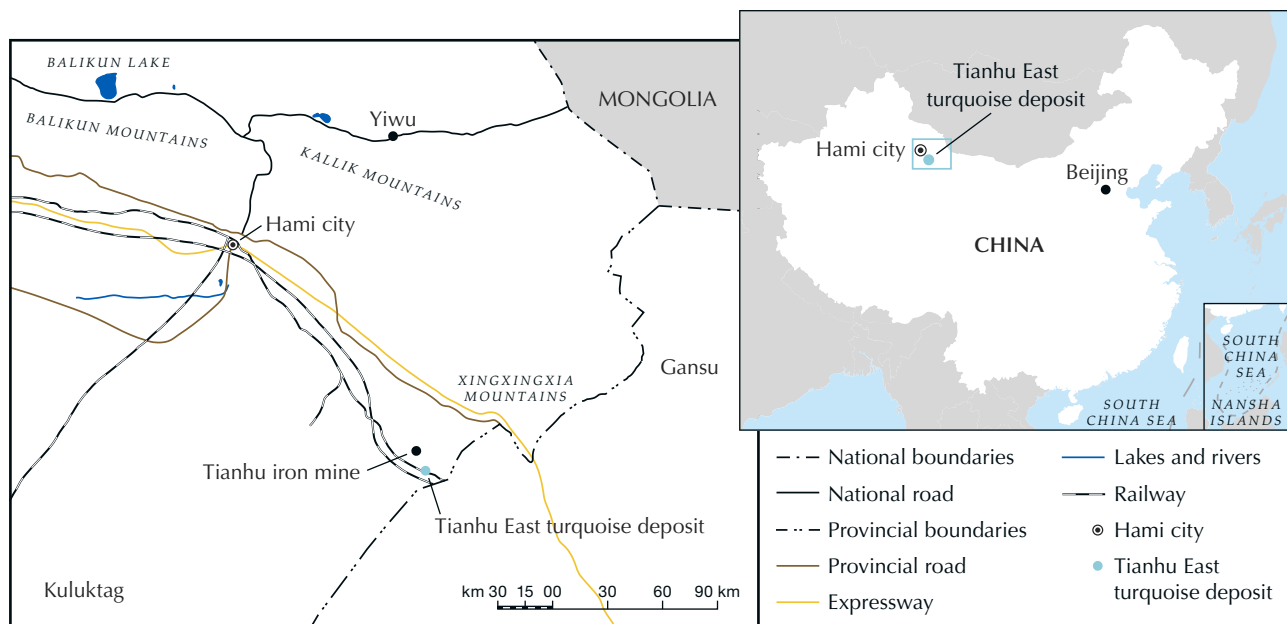 BALIKUN LAKE
BALIKUN MOUNTAINS
Yiwu
KALLIK MOUNTAINS
MONGOLIA
Hami city
Gansu
XINGXINGXIA
MOUNTAINS
Tianhu iron mine
Tianhu East turquoise deposit
Kuluktag
km 30 15 00 30 60 90 km
Tianhu East
turquoise deposit
Hami city
Beijing
CHINA
SOUTH
CHINA SEA
SOUTH
CHINA
SEA
NANSHA
ISLANDS
National boundaries
National road
Provincial boundaries
Provincial road
Expressway
Lakes and rivers
Railway
Hami city
Tianhu East
turquoise deposit